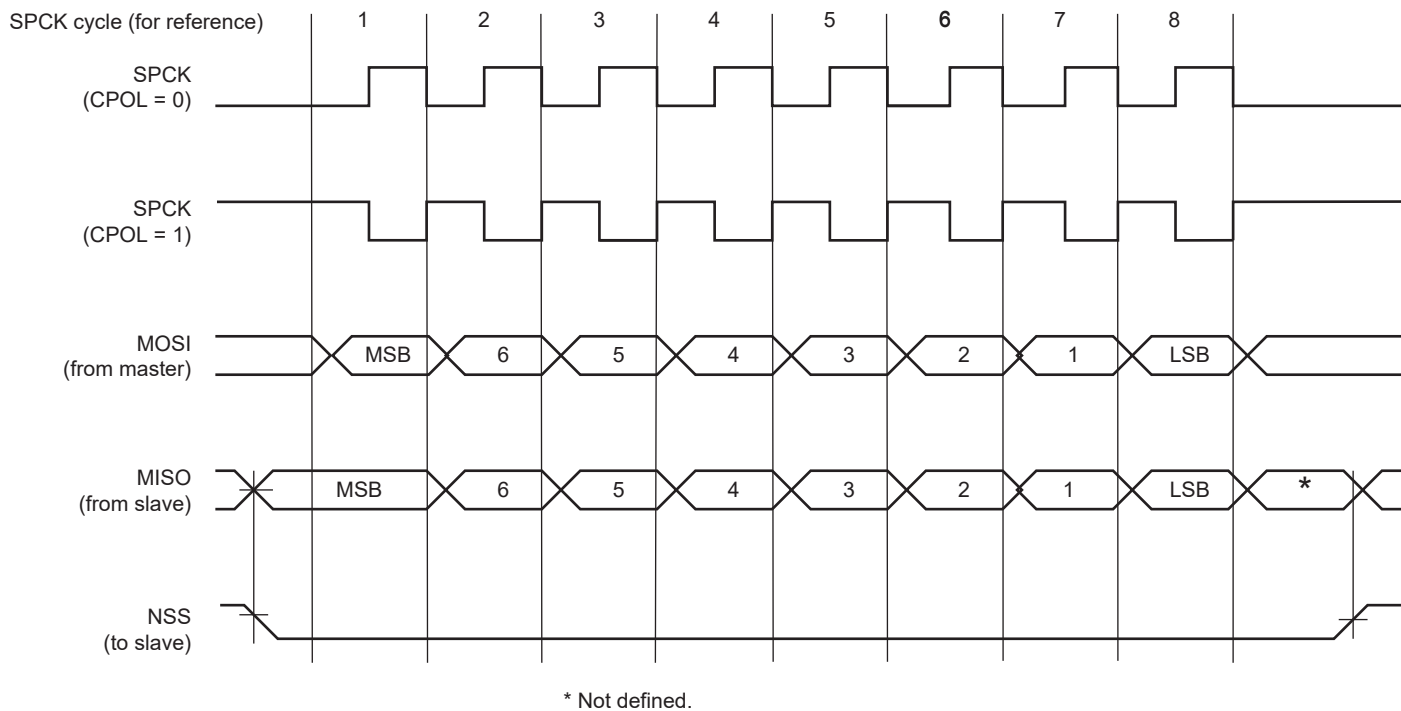 SPCK cycle (for reference) 1 2 3 4 5 6 7 8
SPCK
(CPOL = 0)
SPCK
(CPOL = 1)
MOSI
(from master)
MSB 6 5 4 3 2 1 LSB
MISO
(from slave)
MSB 6 5 4 3 2 1 LSB *
NSS
(to slave)
* Not defined.